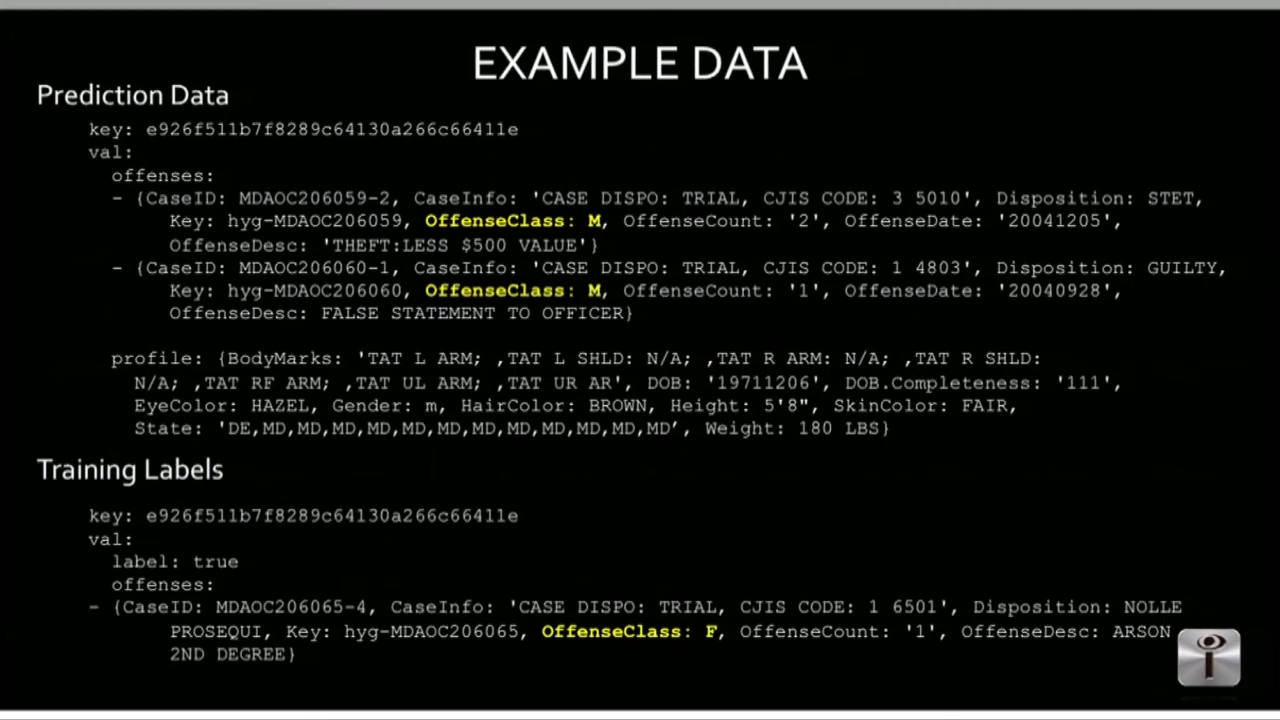 EXAMPLE DATA
Prediction Data
key: e926f511b7f8289c64130a266c66411e
val:
offenses:
- {CaseID: MDAOC206059-2, CaseInfo: 'CASE DISPO: TRIAL, CJIS CODE: 3 5010', Disposition: STET,
Key: hyg-MDAOC206059, OffenseClass: M, OffenseCount: '2', OffenseDate: '20041205',
OffenseDesc: 'THEFT:LESS $500 VALUE'}
- {CaseID: MDAOC206060-1, CaseInfo: 'CASE DISPO: TRIAL, CJIS CODE: 1 4803', Disposition: GUILTY,
Key: hyg-MDAOC206060, OffenseClass: M, OffenseCount: '1', OffenseDate: '20040928',
OffenseDesc: FALSE STATEMENT TO OFFICER}
profile: {BodyMarks: 'TAT L ARM; ,TAT L SHLD: N/A; ,TAT R ARM: N/A; ,TAT R SHLD:
N/A; ,TAT RF ARM; ,TAT UL ARM; ,TAT UR AR', DOB: '19711206', DOB.Completeness: '111',
EyeColor: HAZEL, Gender: m, HairColor: BROWN, Height: 5'8", SkinColor: FAIR,
State: 'DE,MD,MD,MD,MD,MD,MD,MD,MD,MD,MD,MD,MD', Weight: 180 LBS}
Training Labels
key: e926f511b7f8289c64130a266c66411e
val:
label: true
offenses:
- {CaseID: MDAOC206065-4, CaseInfo: 'CASE DISPO: TRIAL, CJIS CODE: 1 6501', Disposition: NOLLE
PROSEQUI, Key: hyg-MDAOC206065, OffenseClass: F, OffenseCount: '1', OffenseDesc: ARSON
2ND DEGREE}